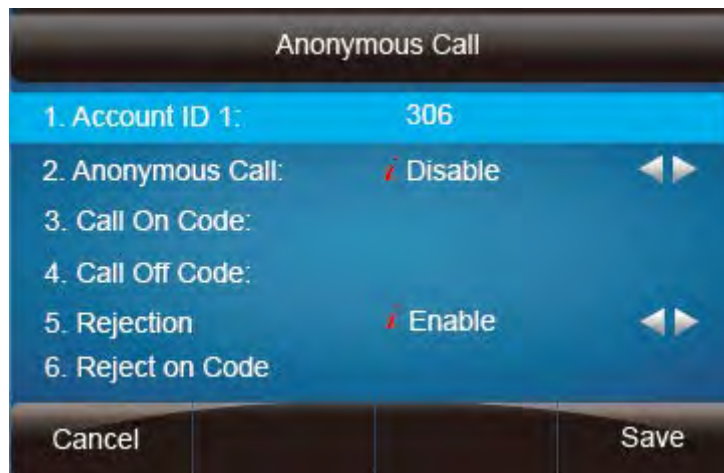 Anonymous Call
1. Account ID 1: 306
2. Anonymous Call: i Disable
3. Call On Code:
4. Call Off Code:
5. Rejection i Enable
6. Reject on Code
Cancel Save